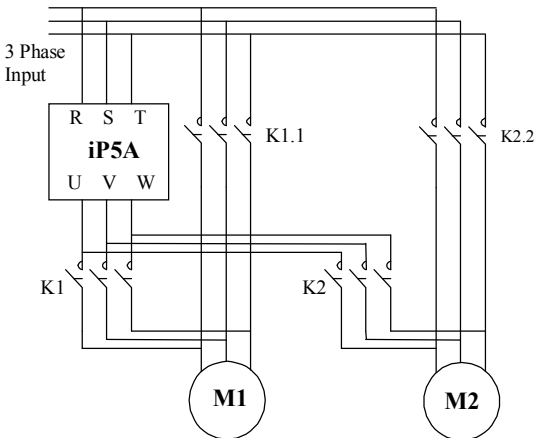 3 Phase
Input
R S T
iP5A
U V W
K1.1
K2.2
K1
K2
M1
M2